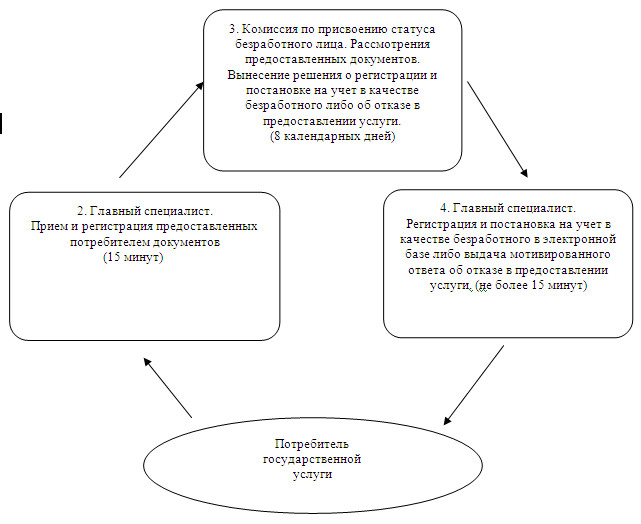 3. Комиссия по присвоению статуса
безработного лица. Рассмотрения
предоставленных документов.
Вынесение решения о регистрации и
постановке на учет в качестве
безработного либо об отказе в
предоставлении услуги.
(8 календарных дней)
2. Главный специалист.
Прием и регистрация предоставленных
потребителем документов
(15 минут)
4. Главный специалист.
Регистрация и постановка на учет в
качестве безработного в электронной
базе либо выдача мотивированного
ответа об отказе в предоставлении
услуги, (не более 15 минут)
Потребитель
государственной
услуги